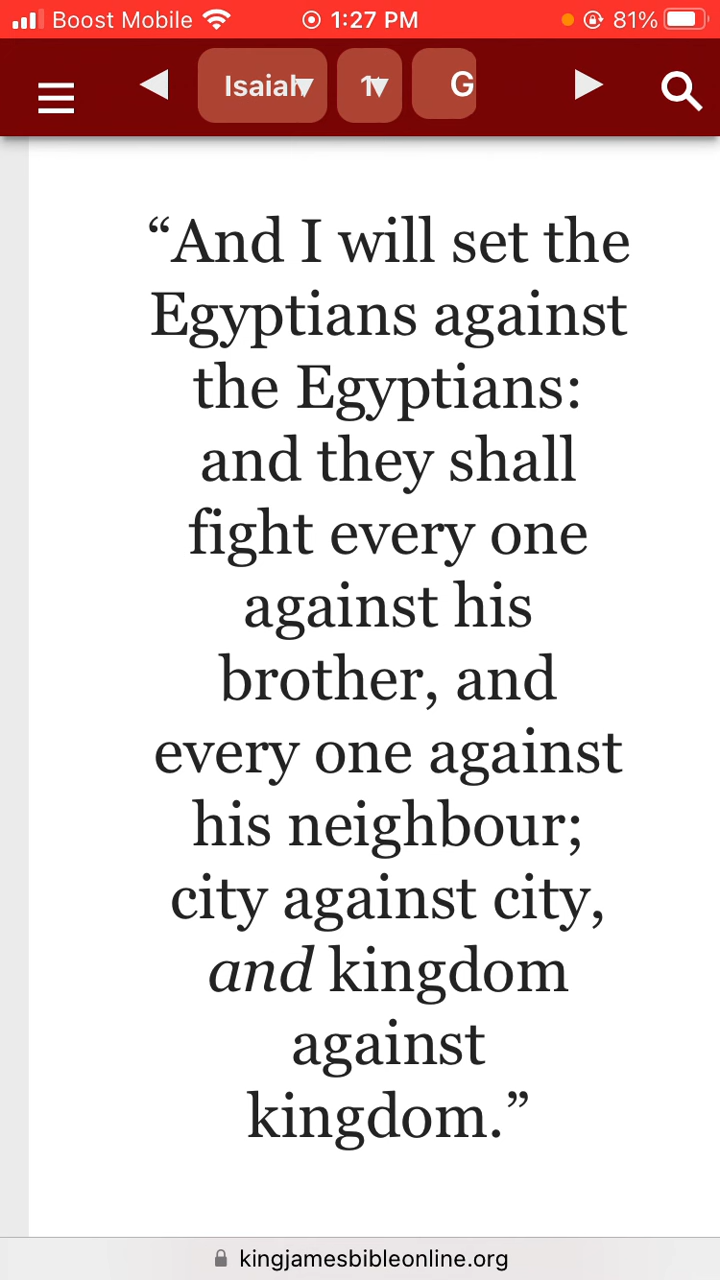 Boost Mobile 1:27 PM 81%
Isaiah 1 G
“And I will set the
Egyptians against
the Egyptians:
and they shall
fight every one
against his
brother, and
every one against
his neighbour;
city against city,
and kingdom
against
kingdom.”
kingjamesbibleonline.org